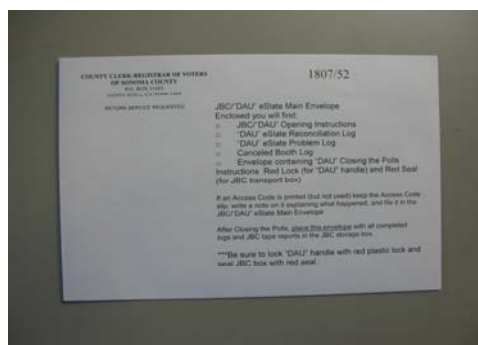 COUNTY CLERK-REGISTRAR OF VOTERS
OF SONOMA COUNTY
P.O. BOX
SANTA ROSA, CA
RETURN SERVICE REQUESTED
1807/52
JBC/"DAU" eSlate Main Envelope
Enclosed you will find:
□ JBC/"DAU" Opening Instructions
□ "DAU" eSlate Reconciliation Log
□ "DAU" eSlate Problem Log
□ Canceled Booth Log
□ Envelope containing "DAU" Closing the Polls
Instructions Red Lock (for "DAU" handle) and Red Seal
(for JBC transport box)
If an Access Code is printed (but not used) keep the Access Code
slip, write a note on it explaining what happened, and file it in the
JBC/"DAU" eSlate Main Envelope
After Closing the Polls, place this envelope with all completed
logs and JBC tape reports in the JBC storage box.
***Be sure to lock "DAU" handle with red plastic lock and
seal JBC box with red seal.